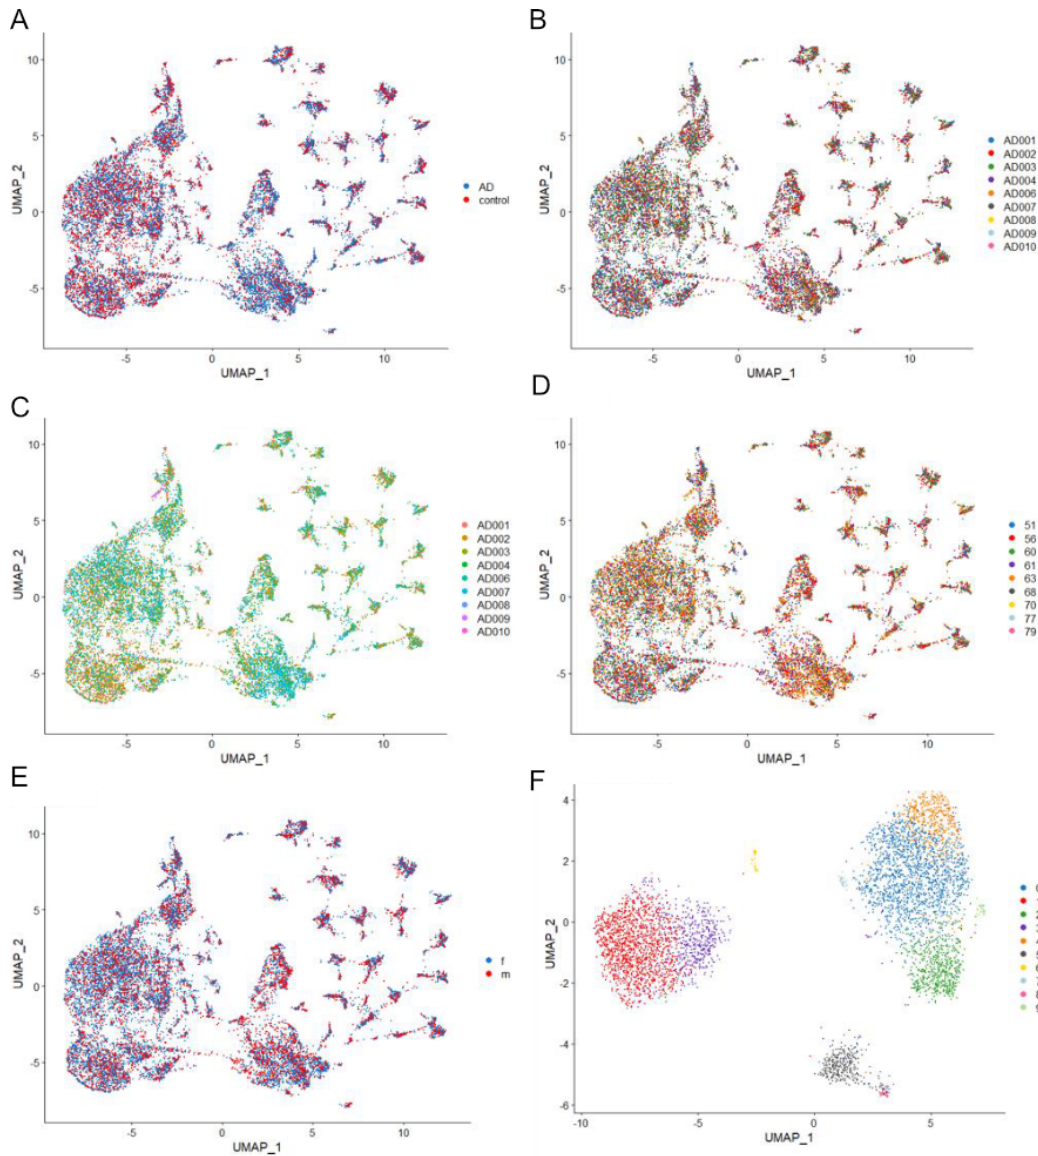 A
10
5
0
-5
UMAP_2
-5
0
5
10
UMAP_1
AD
control
B
10
5
0
-5
UMAP_2
-5
0
5
10
UMAP_1
AD001
AD002
AD003
AD004
AD006
AD007
AD008
AD009
AD010
C
10
5
0
-5
UMAP_2
-5
0
5
10
UMAP_1
AD001
AD002
AD003
AD004
AD006
AD007
AD008
AD009
AD010
D
10
5
0
-5
UMAP_2
-5
0
5
10
UMAP_1
51
56
60
61
63
68
70
77
79
E
10
5
0
-5
UMAP_2
-5
0
5
10
UMAP_1
f
m
F
4
2
0
-2
-4
-6
UMAP_2
-10
-5
0
5
UMAP_1